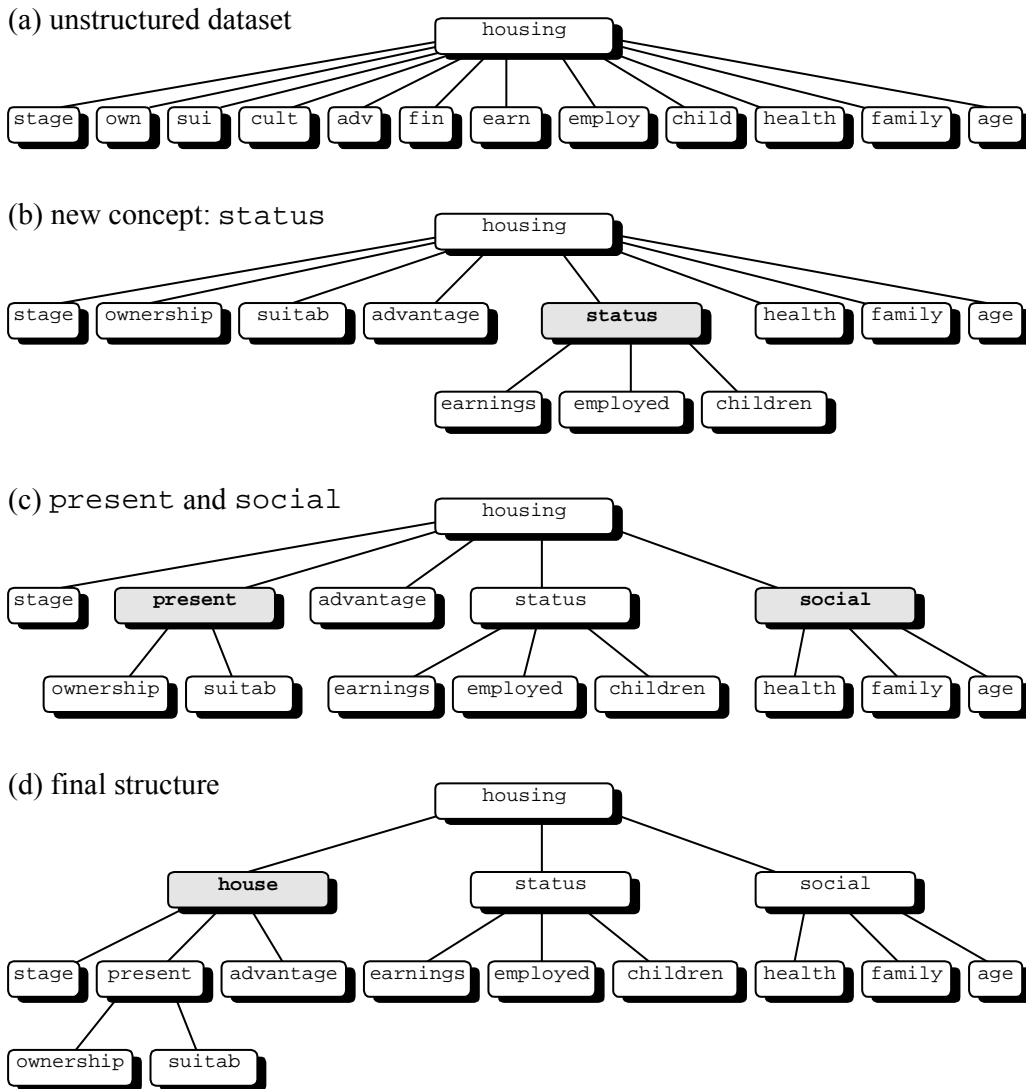 (a) unstructured dataset
housing
stage own sui cult adv fin earn employ child health family age
(b) new concept: status
housing
stage ownership suitab advantage status health family age
earnings employed children
(c) present and social
housing
stage present advantage status social
ownership suitab earnings employed children health family age
(d) final structure
housing
house status social
stage present advantage earnings employed children health family age
ownership suitab